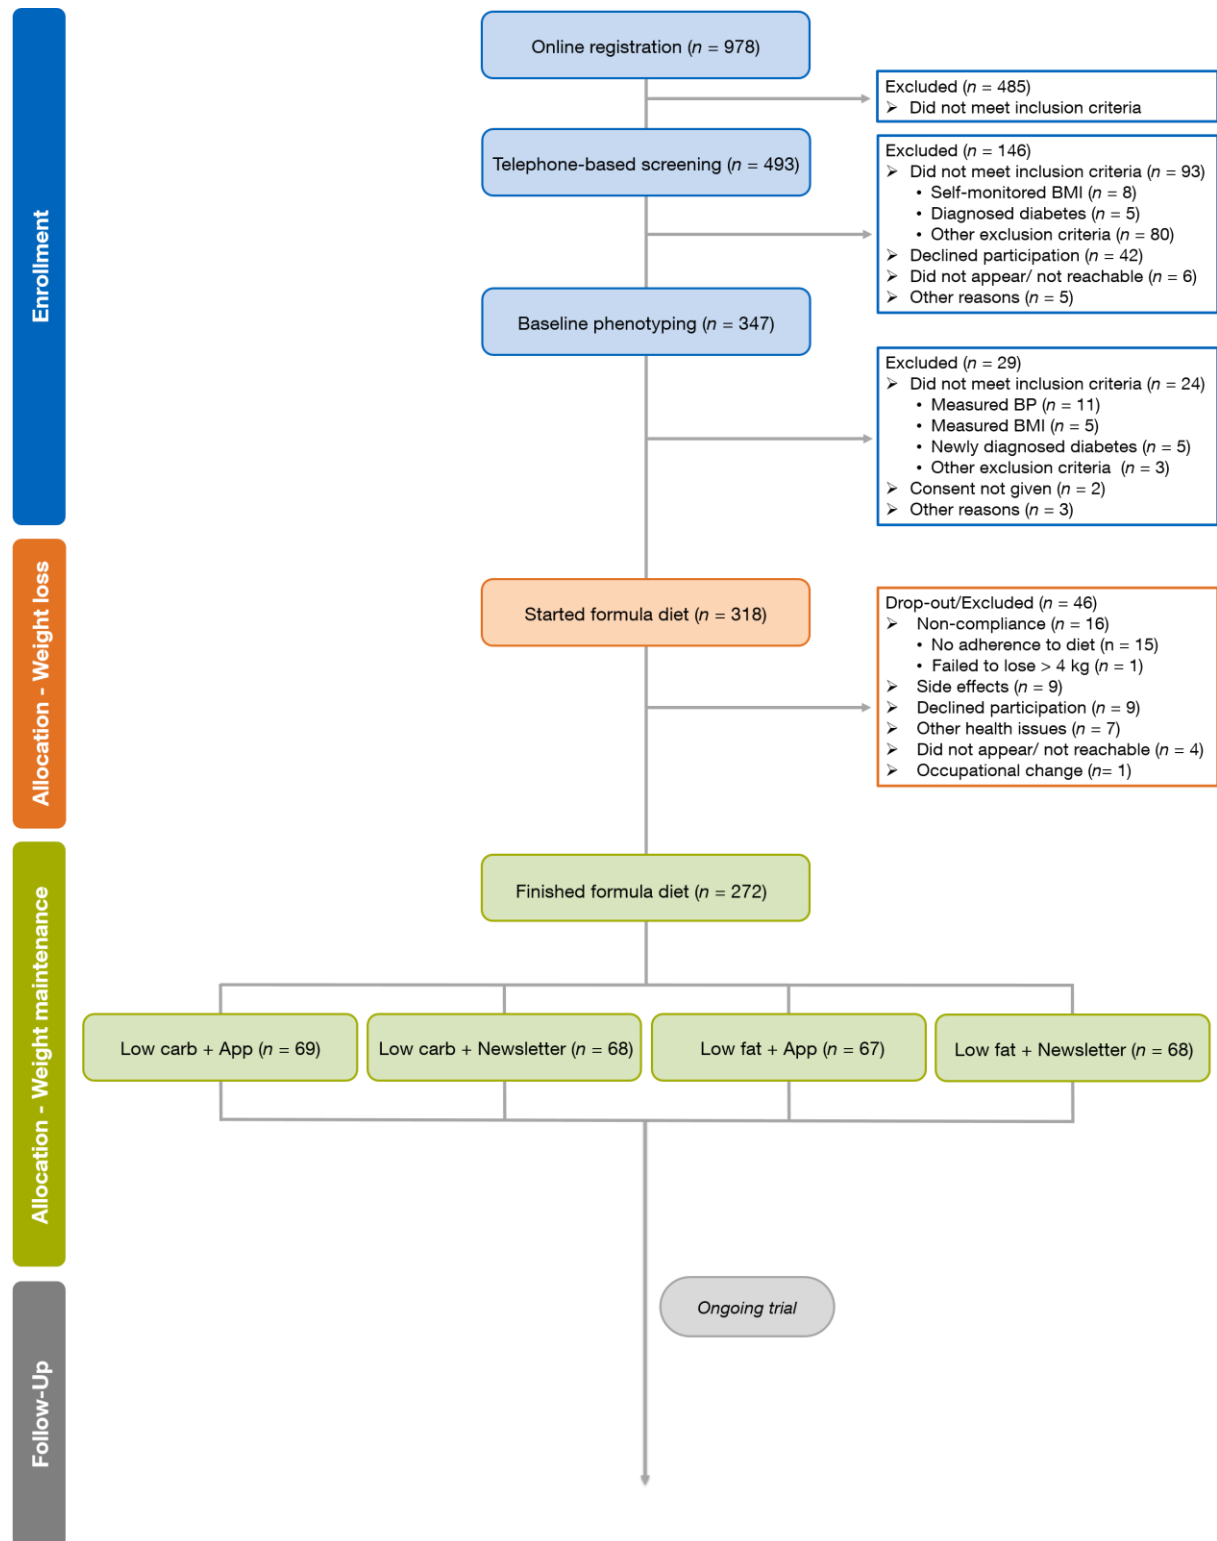 Enrollment
Online registration (n = 978)
Excluded (n = 485)
➢ Did not meet inclusion criteria
Telephone-based screening (n = 493)
Excluded (n = 146)
➢ Did not meet inclusion criteria (n = 93)
• Self-monitored BMI (n = 8)
• Diagnosed diabetes (n = 5)
• Other exclusion criteria (n = 80)
➢ Declined participation (n = 42)
➢ Did not appear/ not reachable (n = 6)
➢ Other reasons (n = 5)
Baseline phenotyping (n = 347)
Excluded (n = 29)
➢ Did not meet inclusion criteria (n = 24)
• Measured BP (n = 11)
• Measured BMI (n = 5)
• Newly diagnosed diabetes (n = 5)
• Other exclusion criteria (n = 3)
➢ Consent not given (n = 2)
➢ Other reasons (n = 3)
Allocation - Weight loss
Started formula diet (n = 318)
Drop-out/Excluded (n = 46)
➢ Non-compliance (n = 16)
• No adherence to diet (n = 15)
• Failed to lose > 4 kg (n = 1)
➢ Side effects (n = 9)
➢ Declined participation (n = 9)
➢ Other health issues (n = 7)
➢ Did not appear/ not reachable (n = 4)
➢ Occupational change (n= 1)
Allocation - Weight maintenance
Finished formula diet (n = 272)
Low carb + App (n = 69)
Low carb + Newsletter (n = 68)
Low fat + App (n = 67)
Low fat + Newsletter (n = 68)
Follow-Up
Ongoing trial